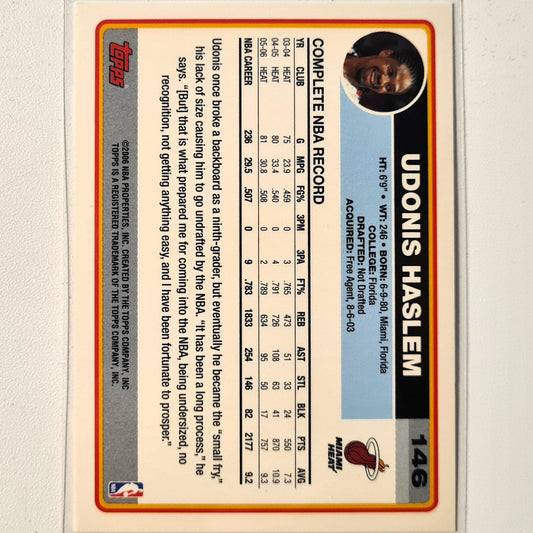 UDONIS HASLEM
146
HT: 6'9" • WT: 246 • BORN: 6-9-80, Miami, Florida
COLLEGE: Florida
DRAFTED: Not Drafted
ACQUIRED: Free Agent, 8-6-03
MIAMI HEAT
COMPLETE NBA RECORD
YR CLUB G MPG FG% 3PM 3PA FT% REB AST STL BLK PTS AVG
03-04 HEAT 75 23.9 .459 0 3 .765 473 51 33 24 550 7.3
04-05 HEAT 80 33.4 .540 0 4 .791 726 108 63 41 870 10.9
05-06 HEAT 81 30.8 .508 0 2 .789 634 95 50 17 757 9.3
NBA CAREER 236 29.5 .507 0 9 .783 1833 254 146 82 2177 9.2
Udonis once broke a backboard as a ninth-grader, but eventually he became the "small fry,"
his lack of size causing him to go undrafted by the NBA. "It has been a long process," he
says. "[But] that is what prepared me for coming into the NBA, being undersized, no
recognition, not getting anything easy, and I have been fortunate to prosper."
topps
©2006 NBA PROPERTIES, INC. CREATED BY THE TOPPS COMPANY, INC
TOPPS IS A REGISTERED TRADEMARK OF THE TOPPS COMPANY, INC.
NBA